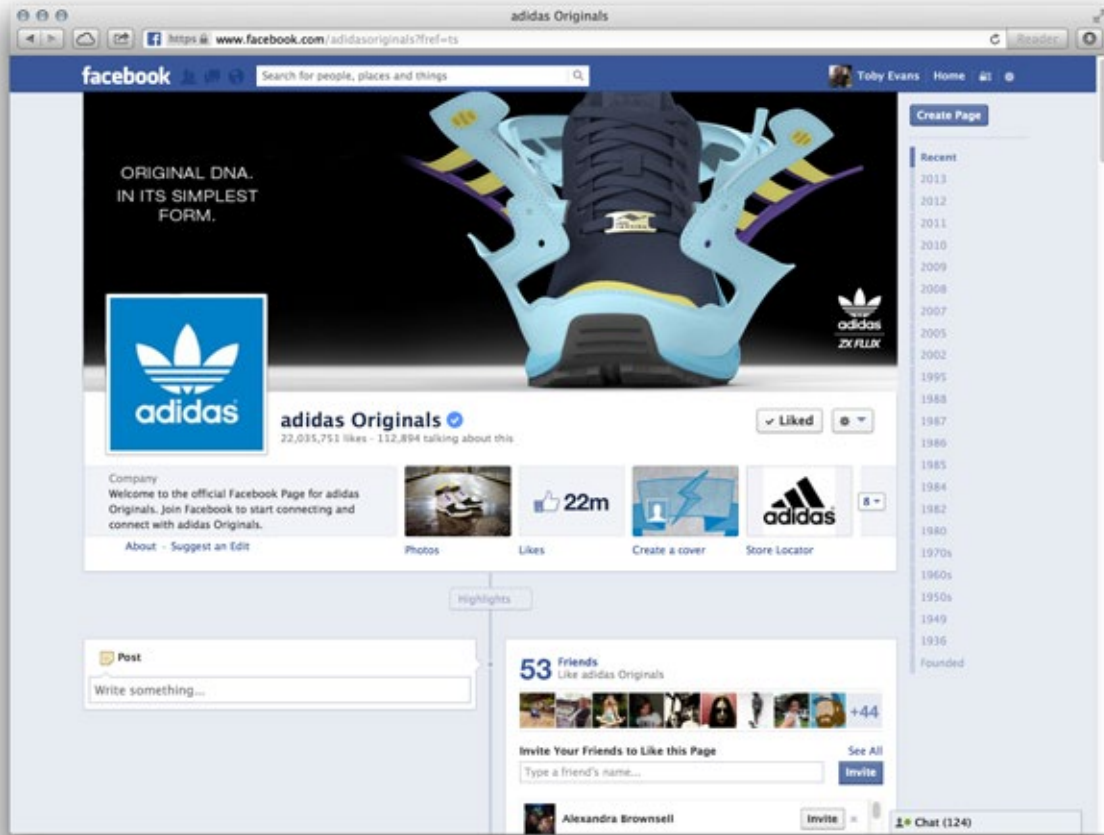 adidas Originals
https www.facebook.com/adidasoriginals?fref=ts
Reader
facebook
Search for people, places and things
Toby Evans Home
ORIGINAL DNA.
IN ITS SIMPLEST
FORM.
adidas
ZX FLUX
adidas
adidas Originals
22,035,751 likes · 112,894 talking about this
✓ Liked
Company
Welcome to the official Facebook Page for adidas
Originals. Join Facebook to start connecting and
connect with adidas Originals.
About - Suggest an Edit
Photos
22m
Likes
Create a cover
adidas
Store Locator
8
Highlights
Post
Write something...
53 Friends
Like adidas Originals
+44
Invite Your Friends to Like this Page
See All
Type a friend's name...
Invite
Alexandra Brownsell
Invite
Create Page
Recent
2013
2012
2011
2010
2009
2008
2007
2005
2002
1995
1988
1987
1986
1985
1984
1982
1980
1970s
1960s
1950s
1949
1936
Founded
Chat (124)